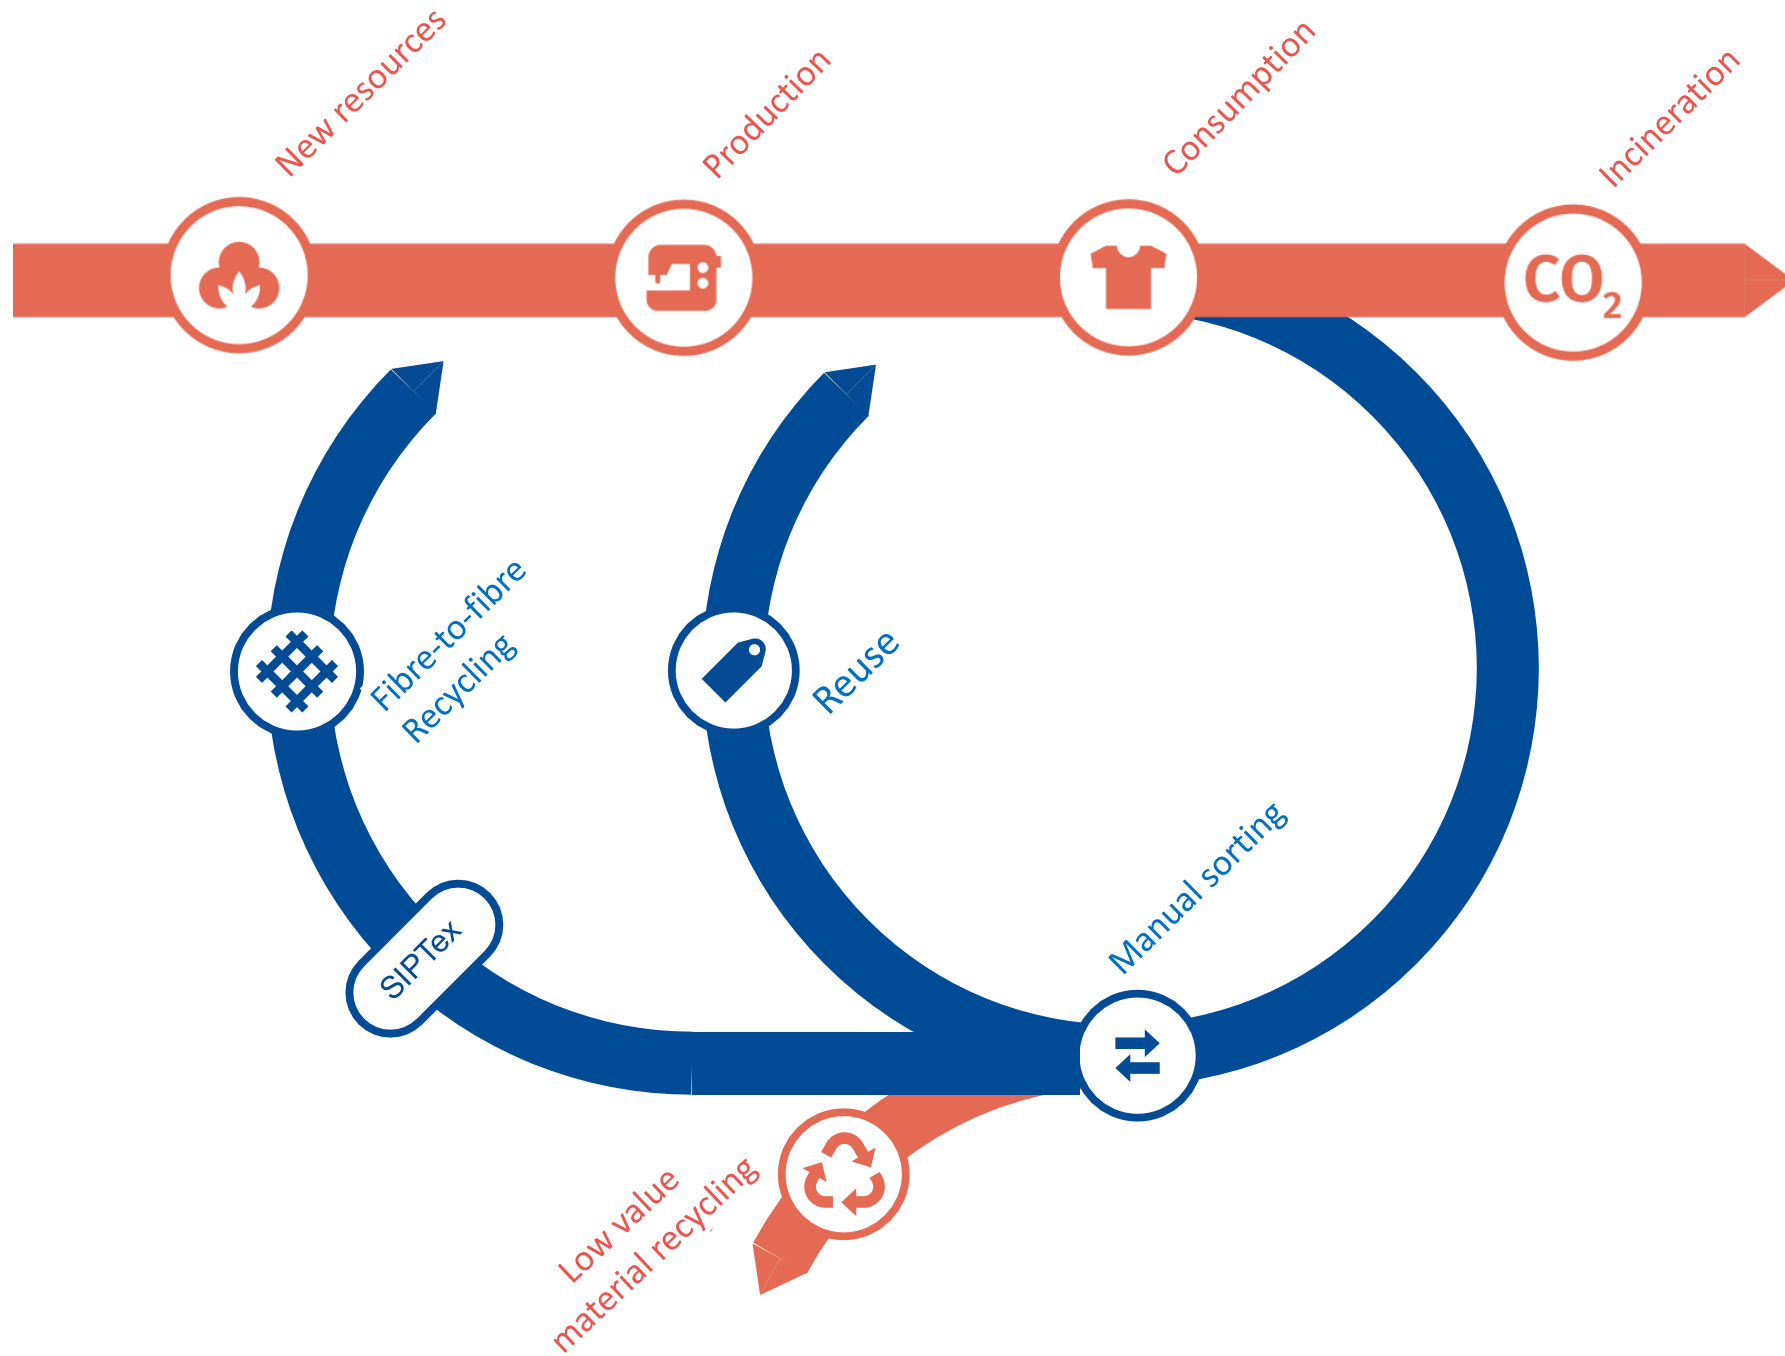 New resources
Production
Consumption
Incineration
CO2
Fibre-to-fibre
Recycling
Reuse
Manual sorting
SIPTex
Low value
material recycling